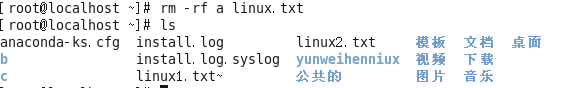 [root@localhost ~]# rm -rf a linux.txt
[root@localhost ~]# ls
anaconda-ks.cfg install.log linux2.txt 模板 文档 桌面
b install.log.syslog yunweihenniux 视频 下载
c linux1.txt~ 公共的 图片 音乐
[root@localhost ~]#